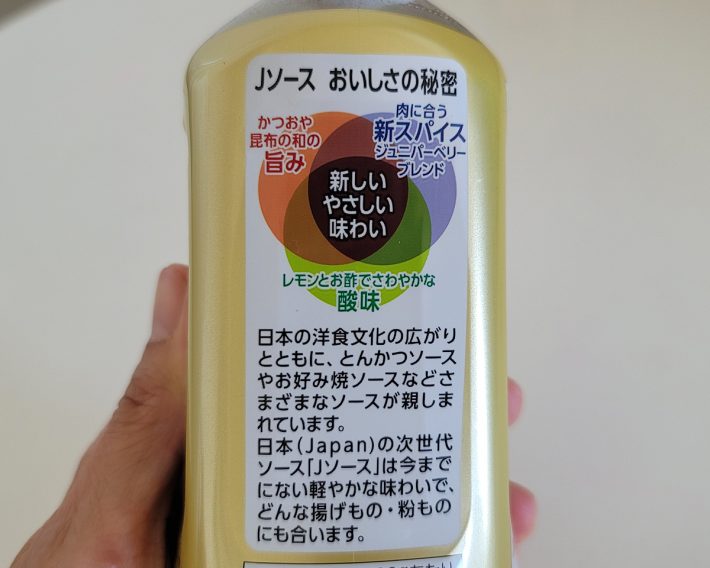 Jソース おいしさの秘密
かつおや
昆布の和の
旨み
肉に合う
新スパイス
ジュニパーベリー
ブレンド
新しい
やさしい
味わい
レモンとお酢でさわやかな
酸味
日本の洋食文化の広がり
とともに、とんかつソース
やお好み焼ソースなどさ
まざまなソースが親しま
れています。
日本(Japan)の次世代
ソース「Jソース」は今まで
にない軽やかな味わいで、
どんな揚げもの・粉もの
にも合います。